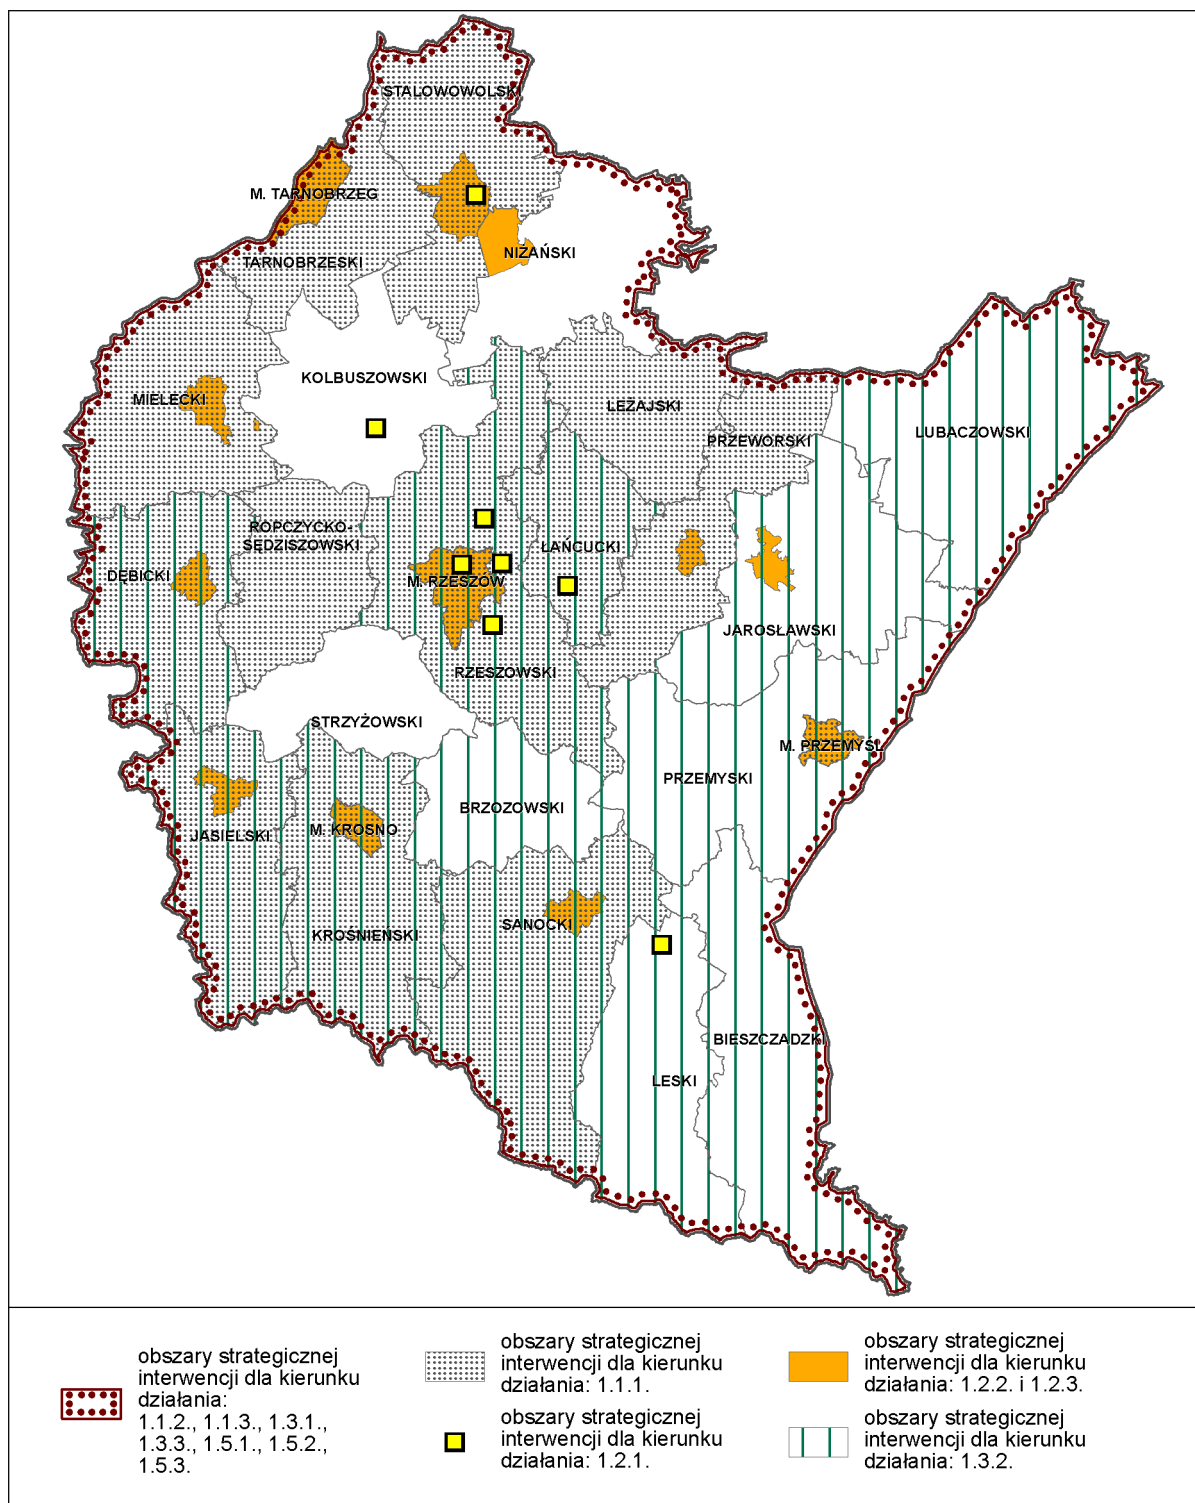 STALOWOWOLSKI
M. TARNOBRZEG
NIŻAŃSKI
TARNOBRZESKI
KOLBUSZOWSKI
MIELECKI
LEŻAJSKI
PRZEWORSKI
LUBACZOWSKI
ROPCZYCKO-
SĘDZISZOWSKI
ŁAŃCUCKI
DĘBICKI
M. RZESZÓW
JAROSŁAWSKI
RZESZOWSKI
STRZYŻOWSKI
M. PRZEMYŚL
PRZEMYSKI
BRZOZOWSKI
JASIELSKI
M. KROSNO
SANOCKI
KROŚNIEŃSKI
BIESZCZADZKI
LESKI
obszary strategicznej
interwencji dla kierunku
działania:
1.1.2., 1.1.3., 1.3.1.,
1.3.3., 1.5.1., 1.5.2.,
1.5.3.
obszary strategicznej
interwencji dla kierunku
działania: 1.1.1.
obszary strategicznej
interwencji dla kierunku
działania: 1.2.1.
obszary strategicznej
interwencji dla kierunku
działania: 1.2.2. i 1.2.3.
obszary strategicznej
interwencji dla kierunku
działania: 1.3.2.